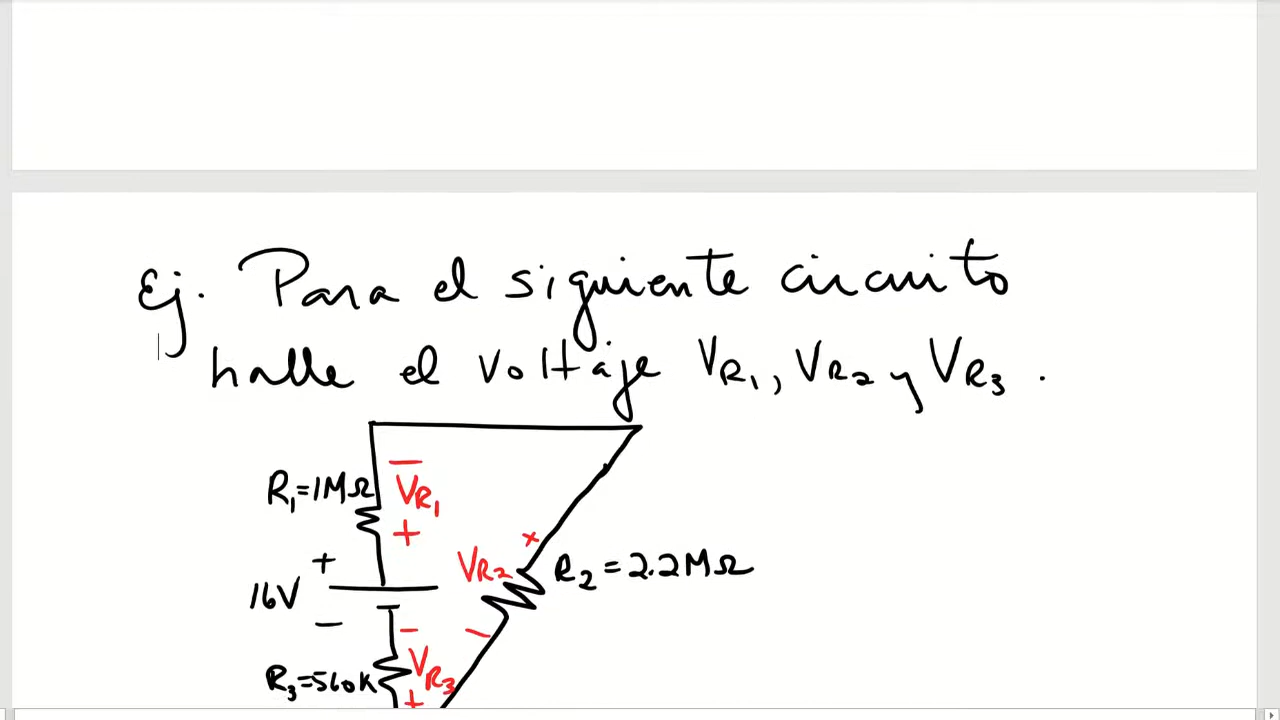 Ej. Para el siguiente circuito
halle el voltaje VR1, VR2 y VR3.
R1=1MΩ
−
VR1
+
+
16V
−
+
VR2
−
R2=2.2MΩ
−
VR3
+
R3=560K